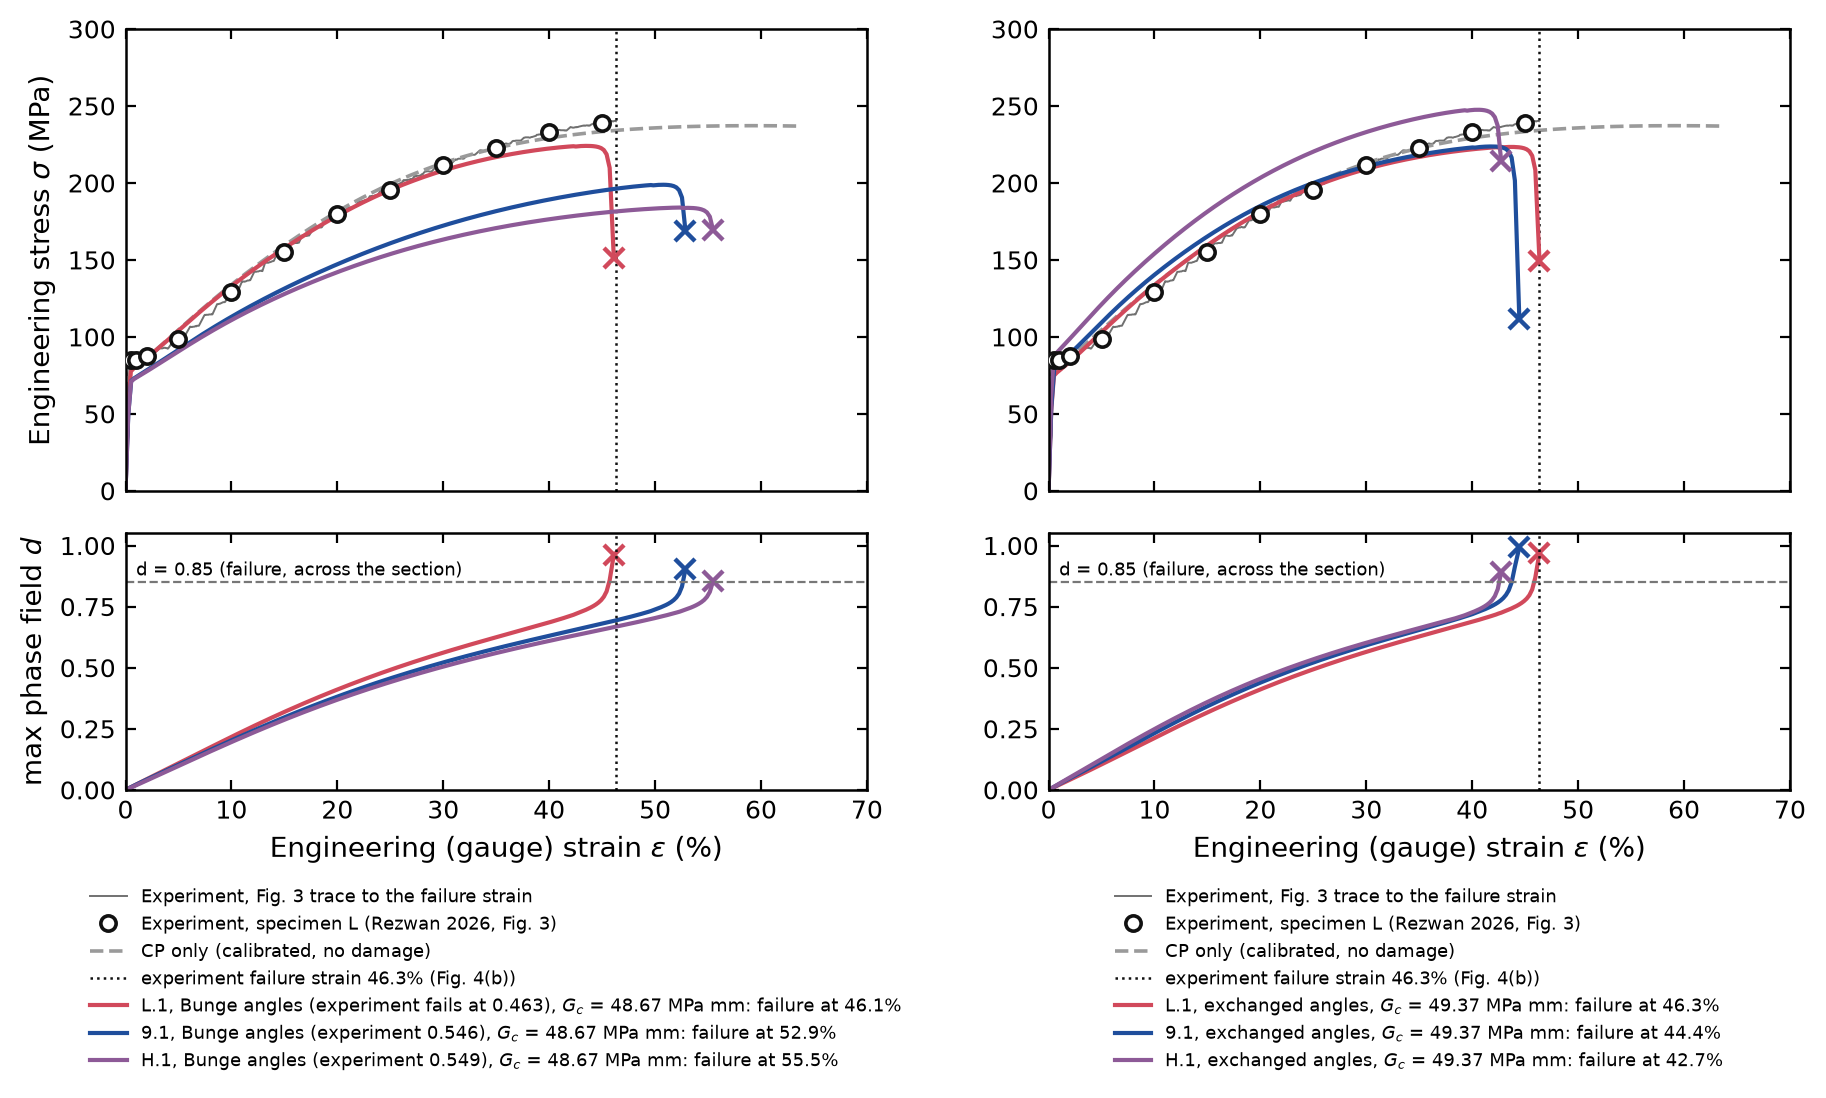 300
250
200
150
100
50
0
Engineering stress σ (MPa)
300
250
200
150
100
50
0
1.00
0.75
0.50
0.25
0.00
max phase field d
d = 0.85 (failure, across the section)
0 10 20 30 40 50 60 70
Engineering (gauge) strain ε (%)
1.00
0.75
0.50
0.25
0.00
d = 0.85 (failure, across the section)
0 10 20 30 40 50 60 70
Engineering (gauge) strain ε (%)
Experiment, Fig. 3 trace to the failure strain
Experiment, specimen L (Rezwan 2026, Fig. 3)
CP only (calibrated, no damage)
experiment failure strain 46.3% (Fig. 4(b))
L.1, Bunge angles (experiment fails at 0.463), Gc = 48.67 MPa mm: failure at 46.1%
9.1, Bunge angles (experiment 0.546), Gc = 48.67 MPa mm: failure at 52.9%
H.1, Bunge angles (experiment 0.549), Gc = 48.67 MPa mm: failure at 55.5%
Experiment, Fig. 3 trace to the failure strain
Experiment, specimen L (Rezwan 2026, Fig. 3)
CP only (calibrated, no damage)
experiment failure strain 46.3% (Fig. 4(b))
L.1, exchanged angles, Gc = 49.37 MPa mm: failure at 46.3%
9.1, exchanged angles, Gc = 49.37 MPa mm: failure at 44.4%
H.1, exchanged angles, Gc = 49.37 MPa mm: failure at 42.7%